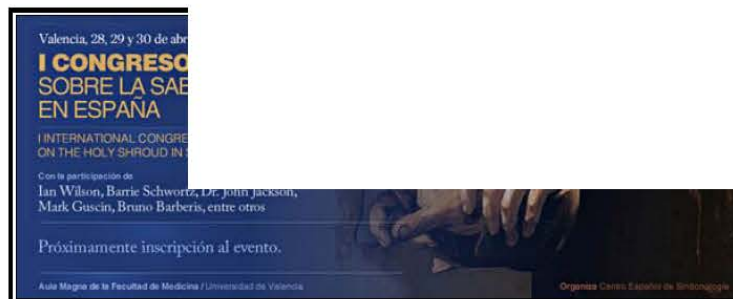 Valencia, 28, 29 y 30 de abr
I CONGRESO
SOBRE LA SAB
EN ESPAÑA
I INTERNATIONAL CONGRE
ON THE HOLY SHROUD IN
Con la participación de
Ian Wilson, Barrie Schwortz, Dr. John Jackson,
Mark Guscin, Bruno Barberis, entre otros
Próximamente inscripción al evento.
Aula Magna de la Facultad de Medicina / Universidad de Valencia
Organiza Centro Español de Sindonología